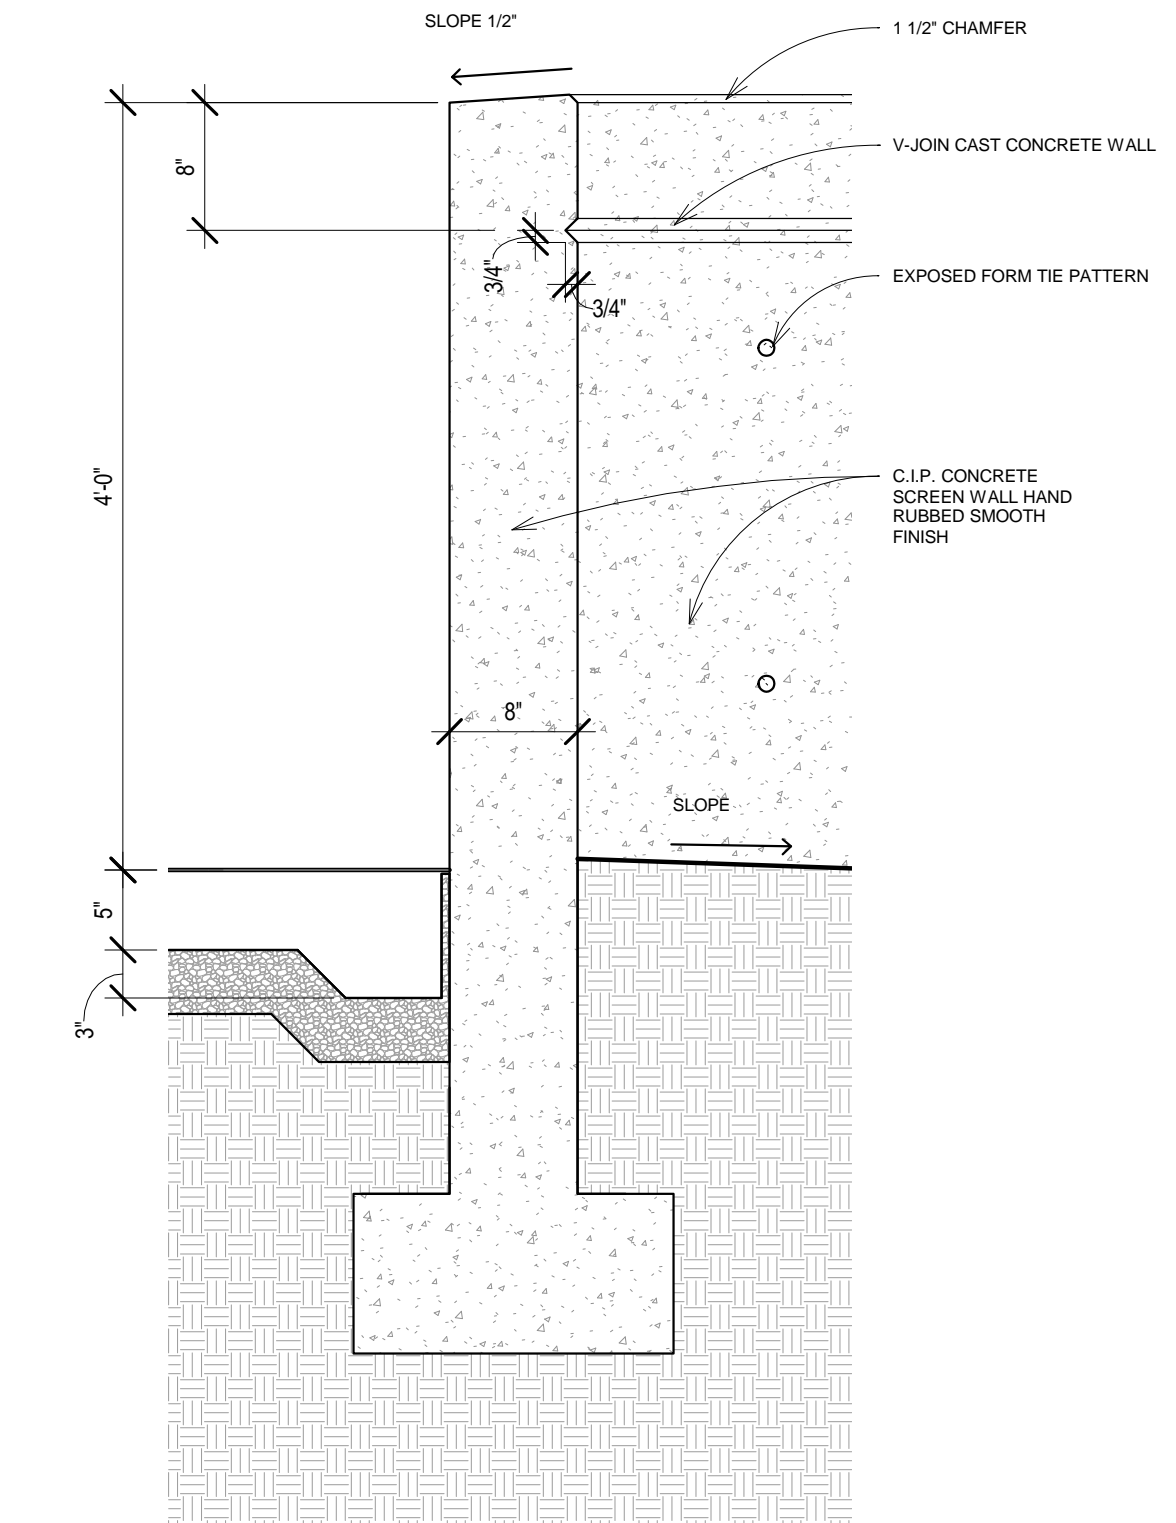 SLOPE 1/2"
1 1/2" CHAMFER
8"
V-JOIN CAST CONCRETE WALL
3/4"
EXPOSED FORM TIE PATTERN
3/4"
4'-0"
C.I.P. CONCRETE
SCREEN WALL HAND
RUBBED SMOOTH
FINISH
8"
SLOPE
5"
3"